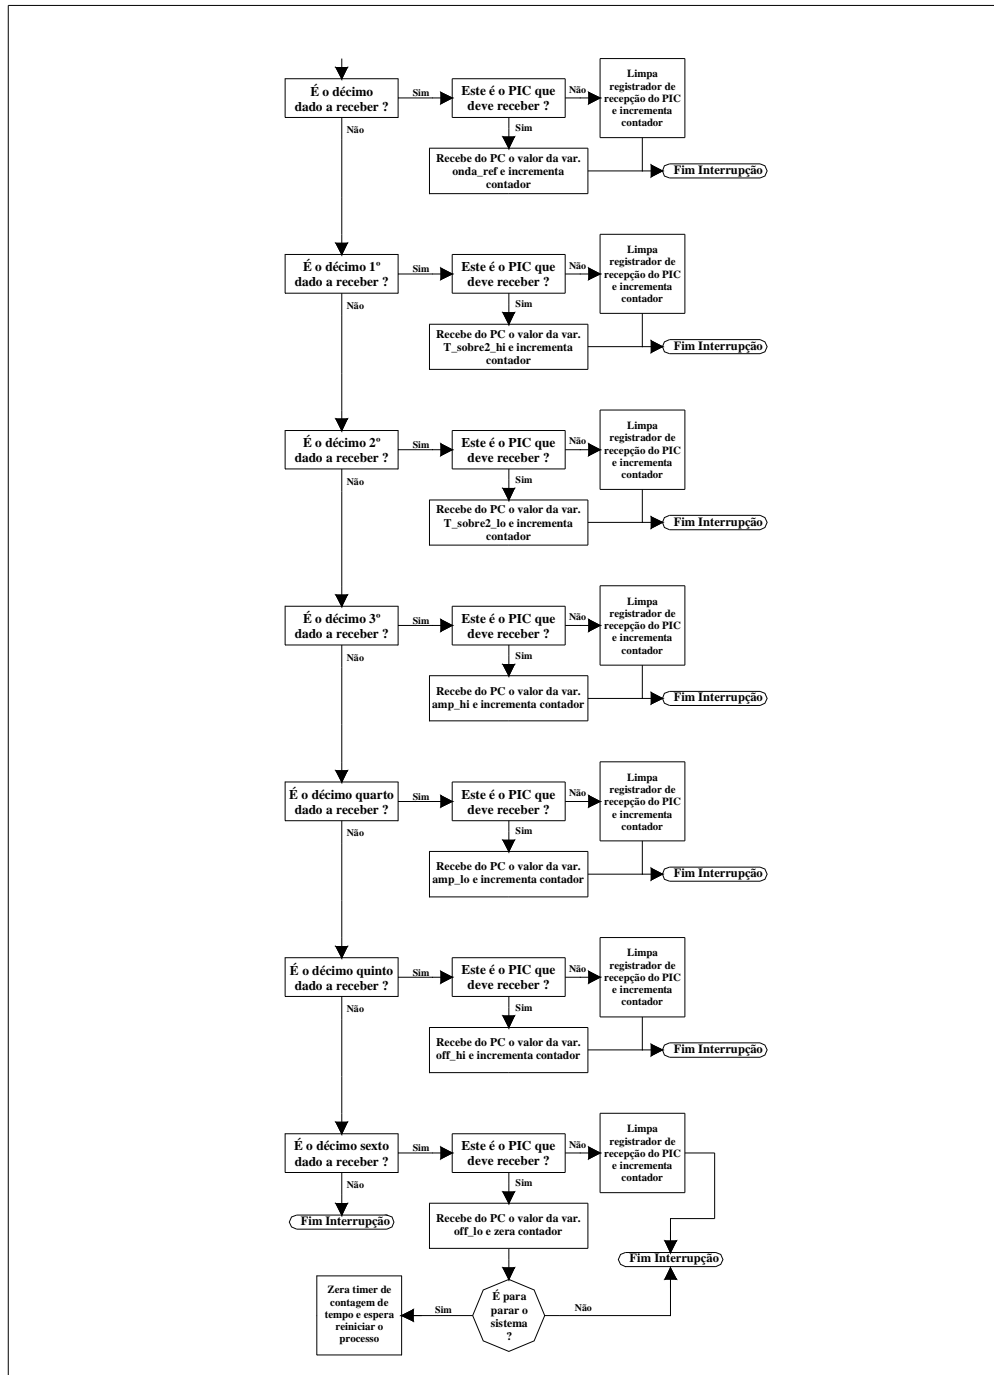 É o décimo
dado a receber ?
Sim
Não
Este é o PIC que
deve receber ?
Não
Sim
Limpa
registrador de
recepção do PIC
e incrementa
contador
Recebe do PC o valor da var.
onda_ref e incrementa
contador
Fim Interrupção
É o décimo 1º
dado a receber ?
Sim
Não
Este é o PIC que
deve receber ?
Não
Sim
Limpa
registrador de
recepção do PIC
e incrementa
contador
Recebe do PC o valor da var.
T_sobre2_hi e incrementa
contador
Fim Interrupção
É o décimo 2º
dado a receber ?
Sim
Não
Este é o PIC que
deve receber ?
Não
Sim
Limpa
registrador de
recepção do PIC
e incrementa
contador
Recebe do PC o valor da var.
T_sobre2_lo e incrementa
contador
Fim Interrupção
É o décimo 3º
dado a receber ?
Sim
Não
Este é o PIC que
deve receber ?
Não
Sim
Limpa
registrador de
recepção do PIC
e incrementa
contador
Recebe do PC o valor da var.
amp_hi e incrementa contador
Fim Interrupção
É o décimo quarto
dado a receber ?
Sim
Não
Este é o PIC que
deve receber ?
Não
Sim
Limpa
registrador de
recepção do PIC
e incrementa
contador
Recebe do PC o valor da var.
amp_lo e incrementa contador
Fim Interrupção
É o décimo quinto
dado a receber ?
Sim
Não
Este é o PIC que
deve receber ?
Não
Sim
Limpa
registrador de
recepção do PIC
e incrementa
contador
Recebe do PC o valor da var.
off_hi e incrementa contador
Fim Interrupção
É o décimo sexto
dado a receber ?
Sim
Não
Fim Interrupção
Este é o PIC que
deve receber ?
Não
Sim
Limpa
registrador de
recepção do PIC
e incrementa
contador
Recebe do PC o valor da var.
off_lo e zera contador
Fim Interrupção
É para
parar o
sistema
?
Sim
Não
Zera timer de
contagem de
tempo e espera
reiniciar o
processo